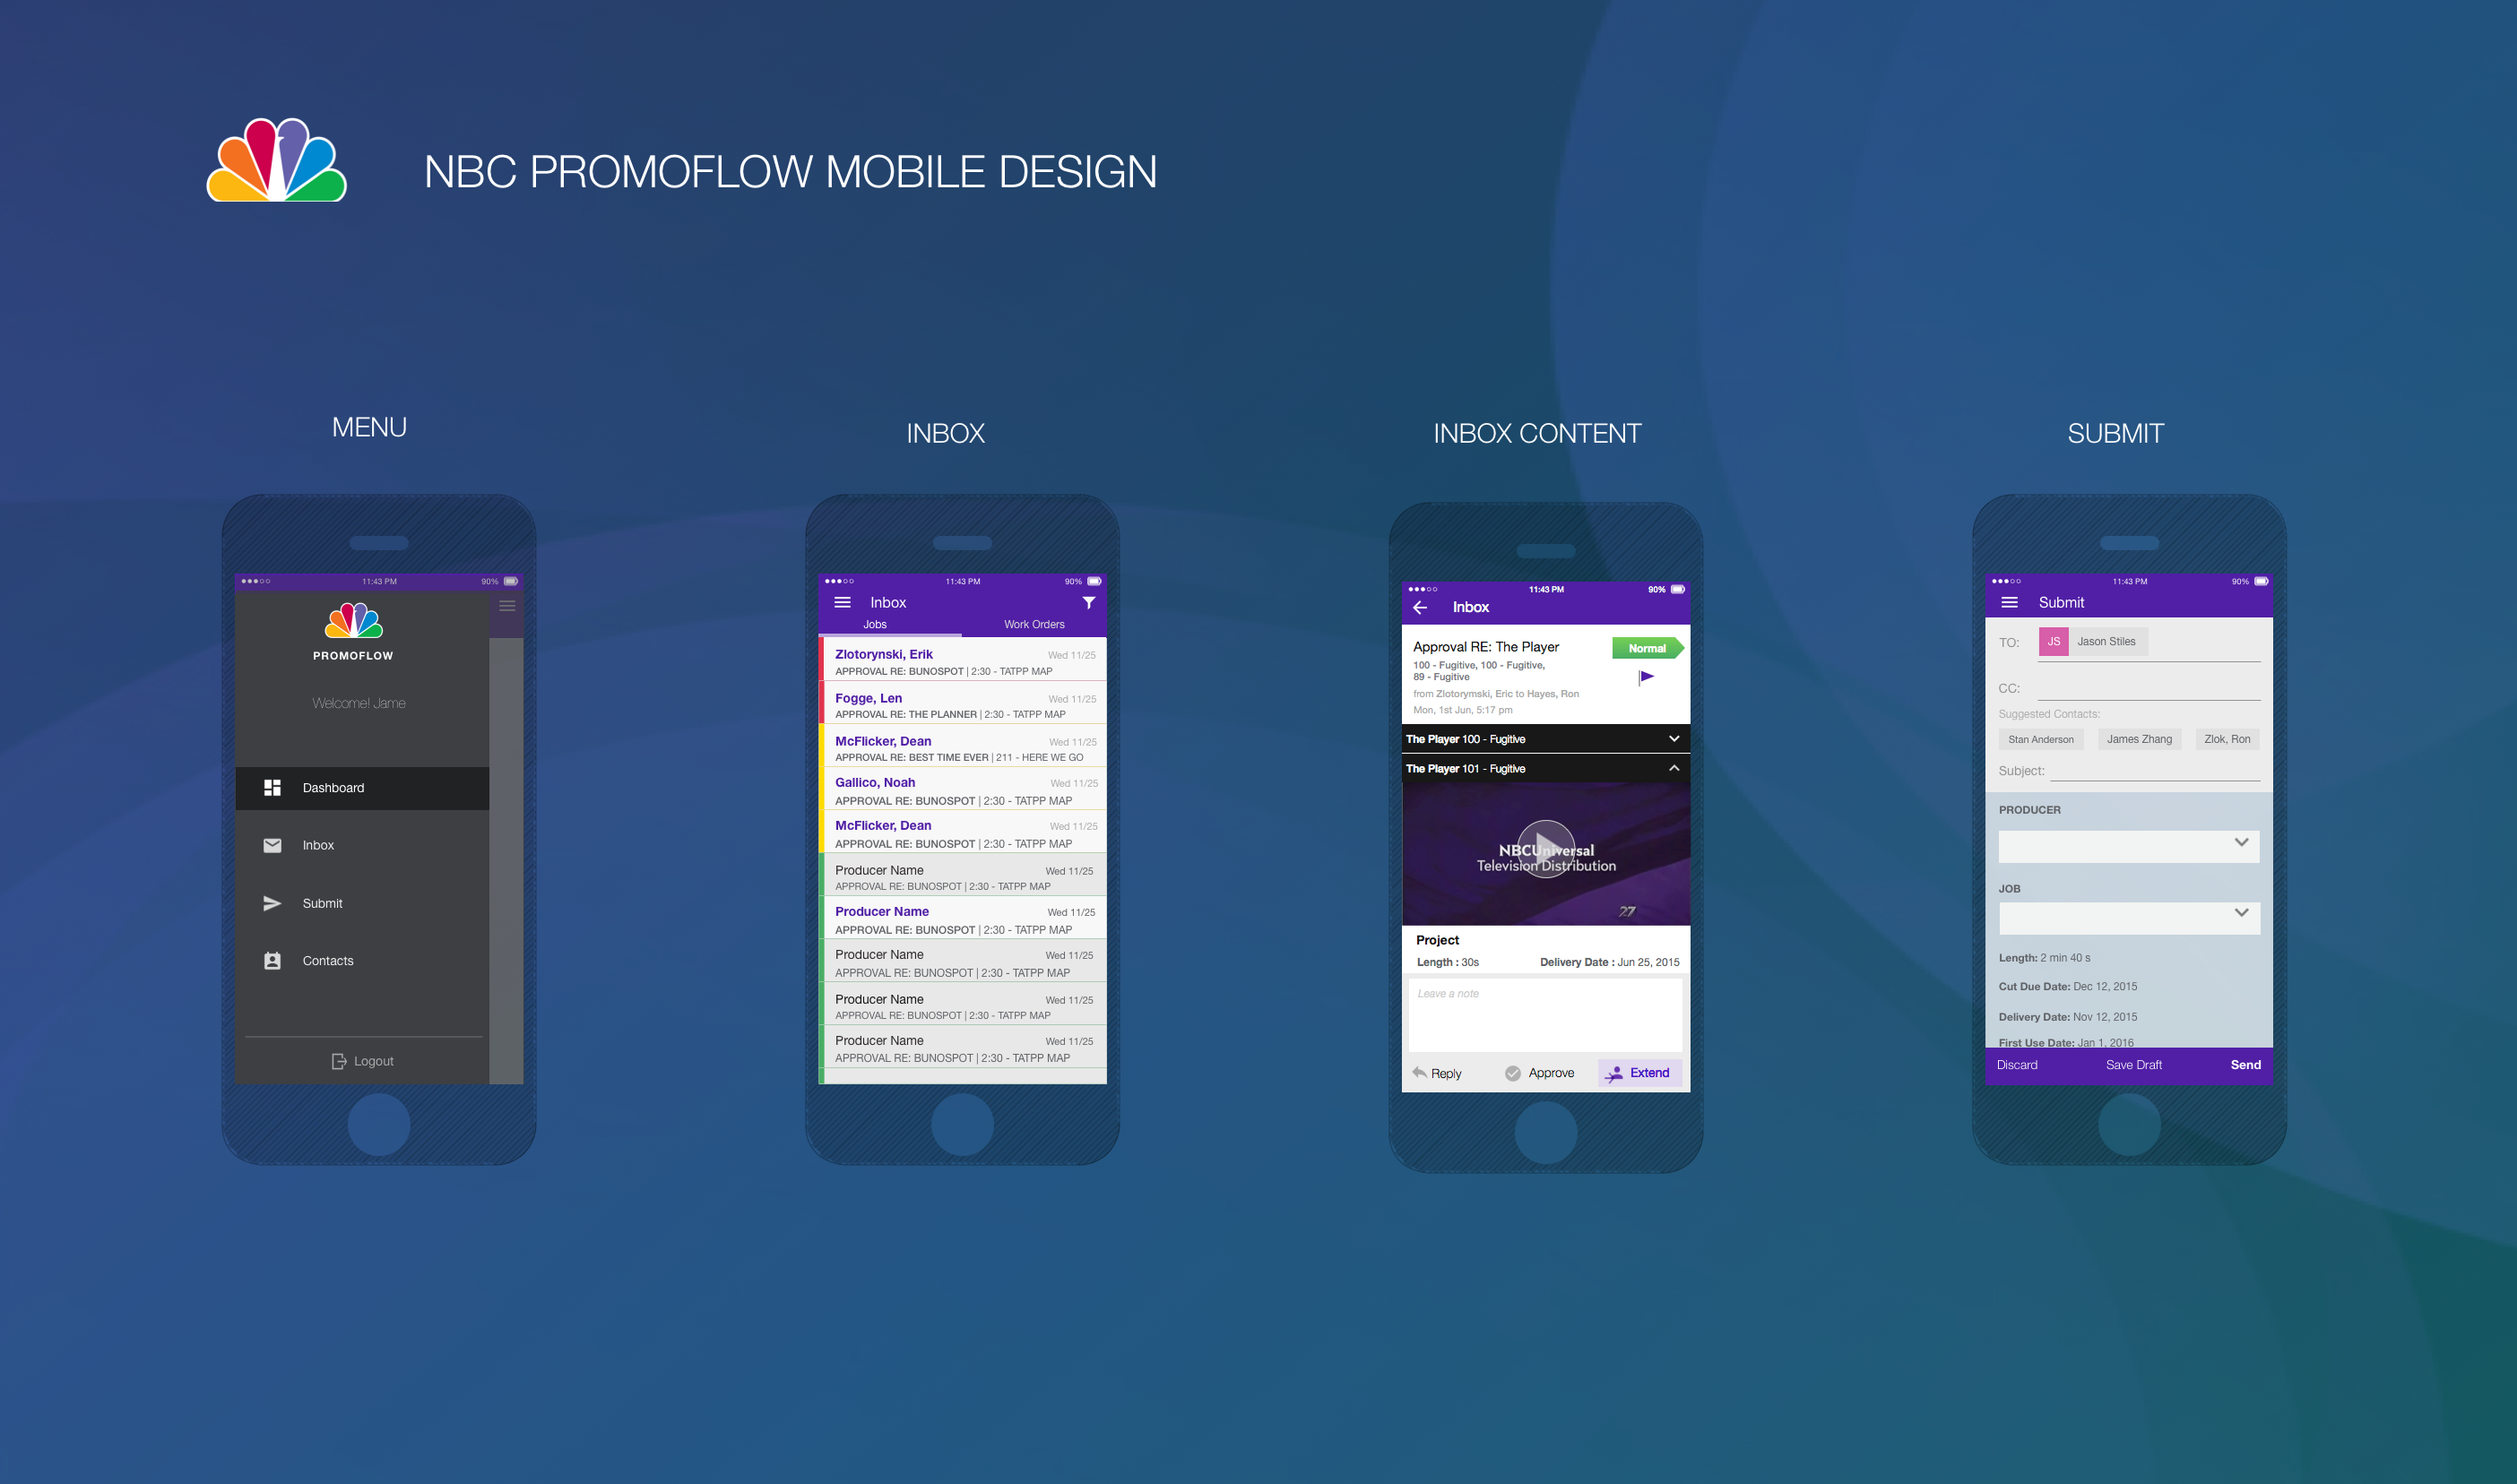 NBC PROMOFLOW MOBILE DESIGN
MENU
11:43 PM 90%
PROMOFLOW
Welcome! Jame
Dashboard
Inbox
Submit
Contacts
Logout
INBOX
11:43 PM 90%
Inbox
Jobs Work Orders
Zlotorynski, Erik Wed 11/25
APPROVAL RE: BUNOSPOT | 2:30 - TATPP MAP
Fogge, Len Wed 11/25
APPROVAL RE: THE PLANNER | 2:30 - TATPP MAP
McFlicker, Dean Wed 11/25
APPROVAL RE: BEST TIME EVER | 211 - HERE WE GO
Gallico, Noah Wed 11/25
APPROVAL RE: BUNOSPOT | 2:30 - TATPP MAP
McFlicker, Dean Wed 11/25
APPROVAL RE: BUNOSPOT | 2:30 - TATPP MAP
Producer Name Wed 11/25
APPROVAL RE: BUNOSPOT | 2:30 - TATPP MAP
Producer Name Wed 11/25
APPROVAL RE: BUNOSPOT | 2:30 - TATPP MAP
Producer Name Wed 11/25
APPROVAL RE: BUNOSPOT | 2:30 - TATPP MAP
Producer Name Wed 11/25
APPROVAL RE: BUNOSPOT | 2:30 - TATPP MAP
Producer Name Wed 11/25
APPROVAL RE: BUNOSPOT | 2:30 - TATPP MAP
INBOX CONTENT
11:43 PM 90%
Inbox
Approval RE: The Player Normal
100 - Fugitive, 100 - Fugitive,
89 - Fugitive
from Zlotorymski, Eric to Hayes, Ron
Mon, 1st Jun, 5:17 pm
The Player 100 - Fugitive
The Player 101 - Fugitive
NBCUniversal
Television Distribution
27
Project
Length : 30s Delivery Date : Jun 25, 2015
Leave a note
Reply Approve Extend
SUBMIT
11:43 PM 90%
Submit
TO: JS Jason Stiles
CC:
Suggested Contacts:
Stan Anderson James Zhang Zlok, Ron
Subject:
PRODUCER
JOB
Length: 2 min 40 s
Cut Due Date: Dec 12, 2015
Delivery Date: Nov 12, 2015
First Use Date: Jan 1, 2016
Discard Save Draft Send